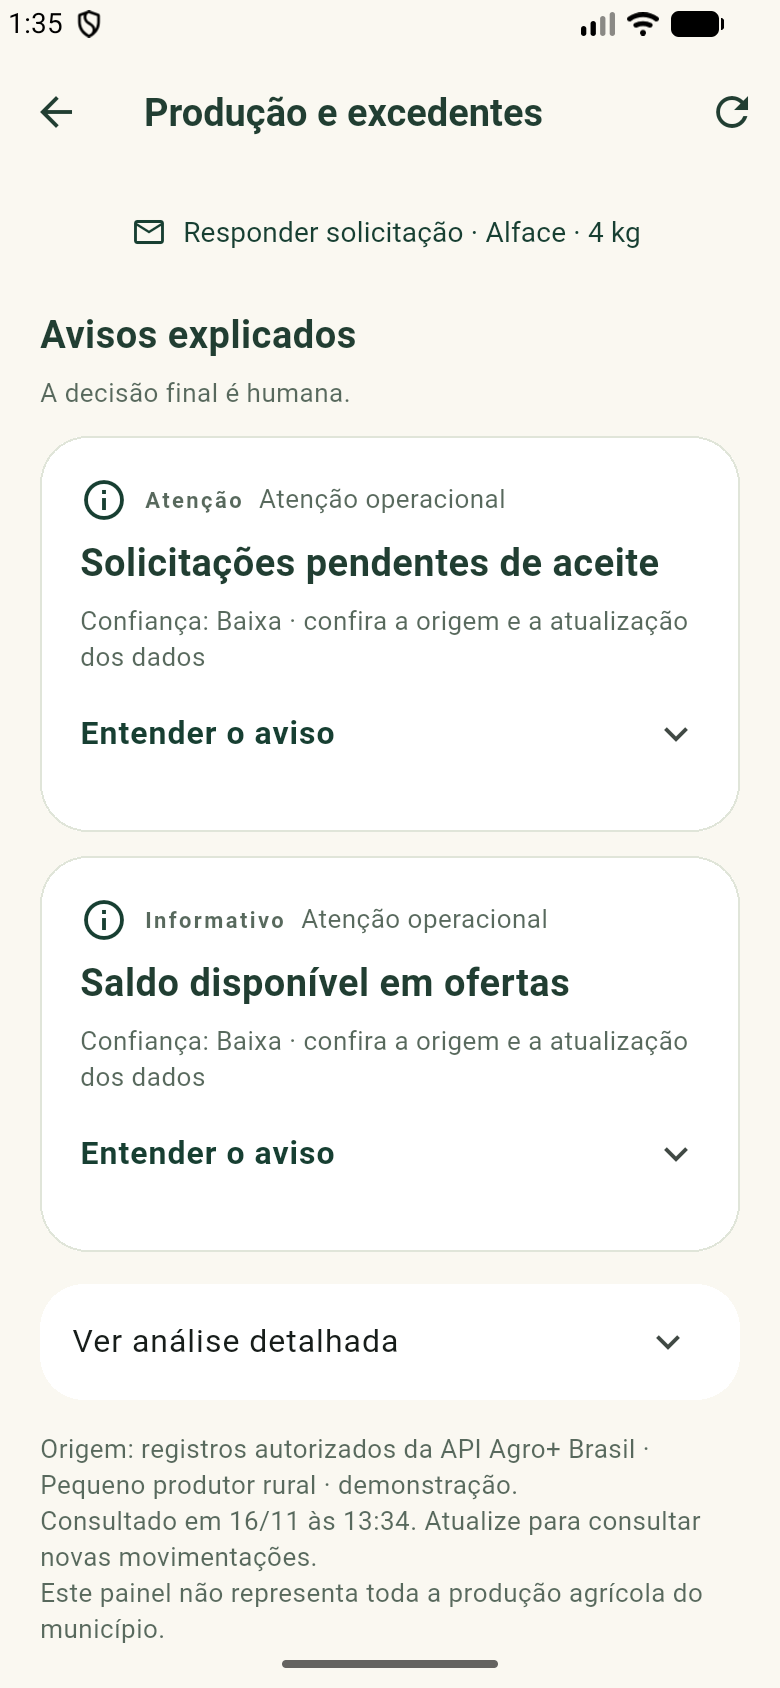 1:35
Produção e excedentes
Responder solicitação · Alface · 4 kg
Avisos explicados
A decisão final é humana.
Atenção Atenção operacional
Solicitações pendentes de aceite
Confiança: Baixa · confira a origem e a atualização
dos dados
Entender o aviso
Informativo Atenção operacional
Saldo disponível em ofertas
Confiança: Baixa · confira a origem e a atualização
dos dados
Entender o aviso
Ver análise detalhada
Origem: registros autorizados da API Agro+ Brasil ·
Pequeno produtor rural · demonstração.
Consultado em 16/11 às 13:34. Atualize para consultar
novas movimentações.
Este painel não representa toda a produção agrícola do
município.